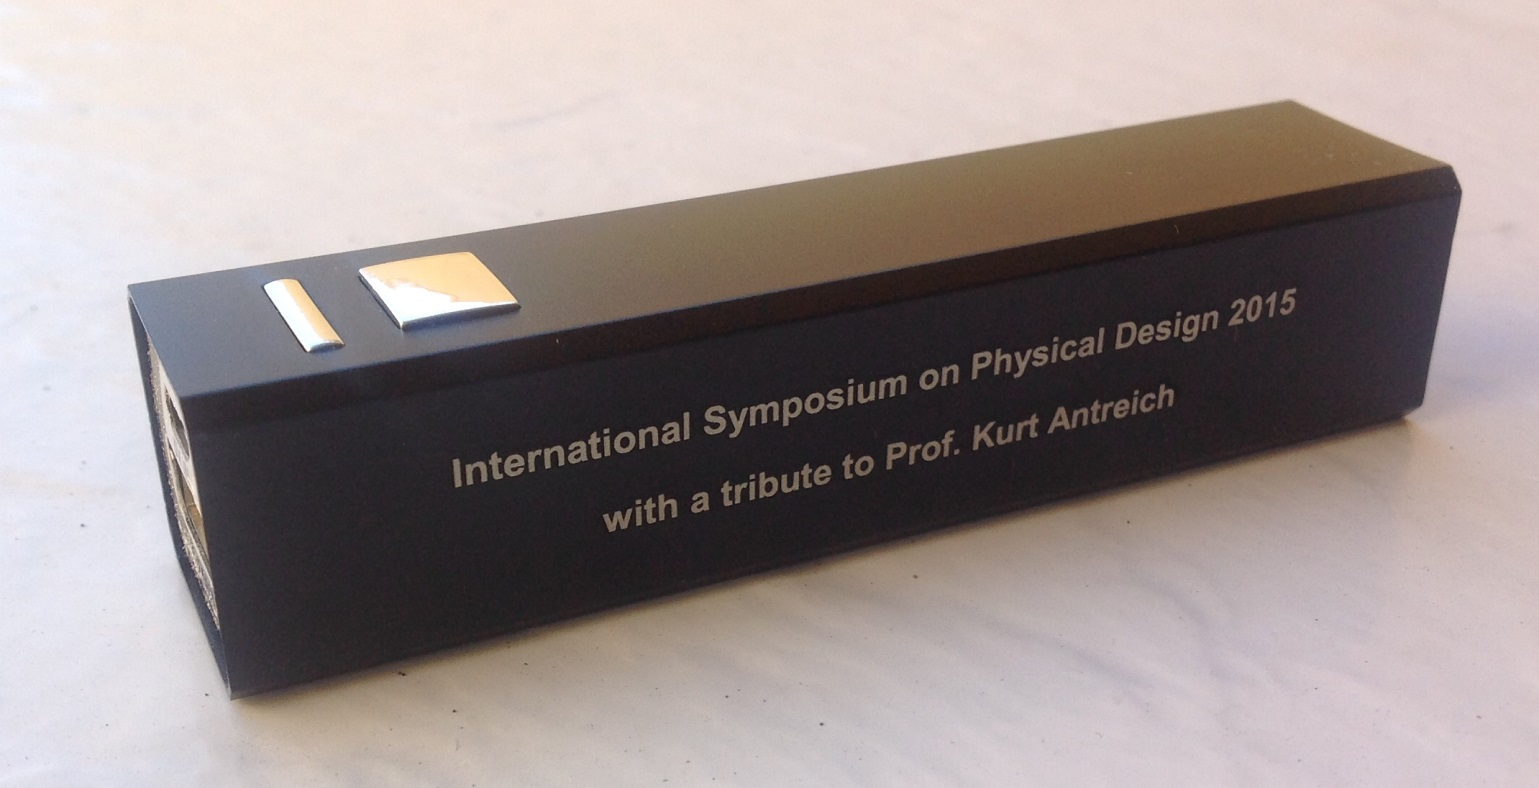 International Symposium on Physical Design 2015
with a tribute to Prof. Kurt Antreich